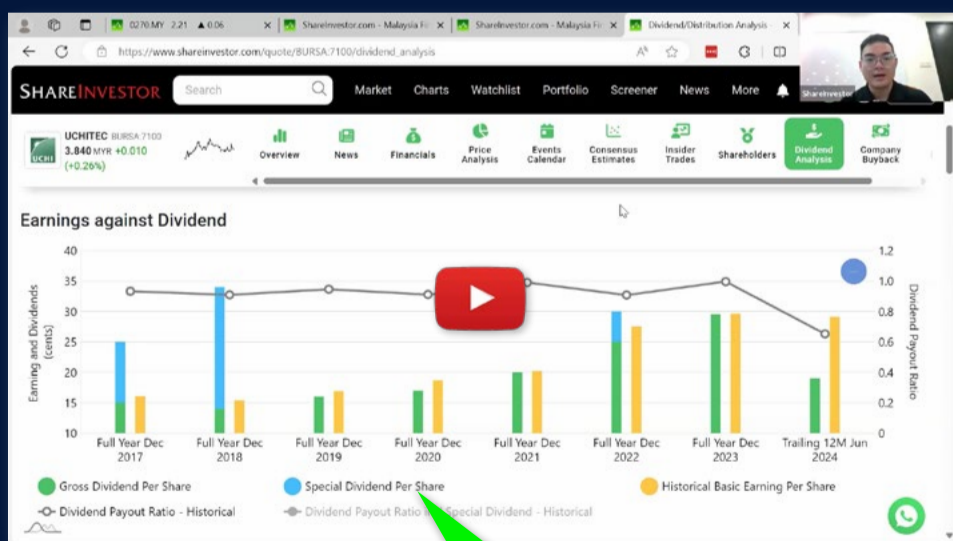 0270.MY 2.21 ▲0.06
ShareInvestor.com - Malaysia Fi
ShareInvestor.com - Malaysia Fi
Dividend/Distribution Analysis
https://www.shareinvestor.com/quote/BURSA:7100/dividend_analysis
SHAREINVESTOR
Search
Market Charts Watchlist Portfolio Screener News More
ShareInvestor
UCHI
UCHITEC BURSA 7100
3.840 MYR +0.010
(+0.26%)
Overview
News
Financials
Price Analysis
Events Calendar
Consensus Estimates
Insider Trades
Shareholders
Dividend Analysis
Company Buyback
Earnings against Dividend
Earning and Dividends (cents)
40
35
30
25
20
15
10
1.2
1.0
0.8
0.6
0.4
0.2
0
Dividend Payout Ratio
Full Year Dec 2017
Full Year Dec 2018
Full Year Dec 2019
Full Year Dec 2020
Full Year Dec 2021
Full Year Dec 2022
Full Year Dec 2023
Trailing 12M Jun 2024
Gross Dividend Per Share
Special Dividend Per Share
Historical Basic Earning Per Share
Dividend Payout Ratio - Historical
Dividend Payout Ratio Special Dividend - Historical